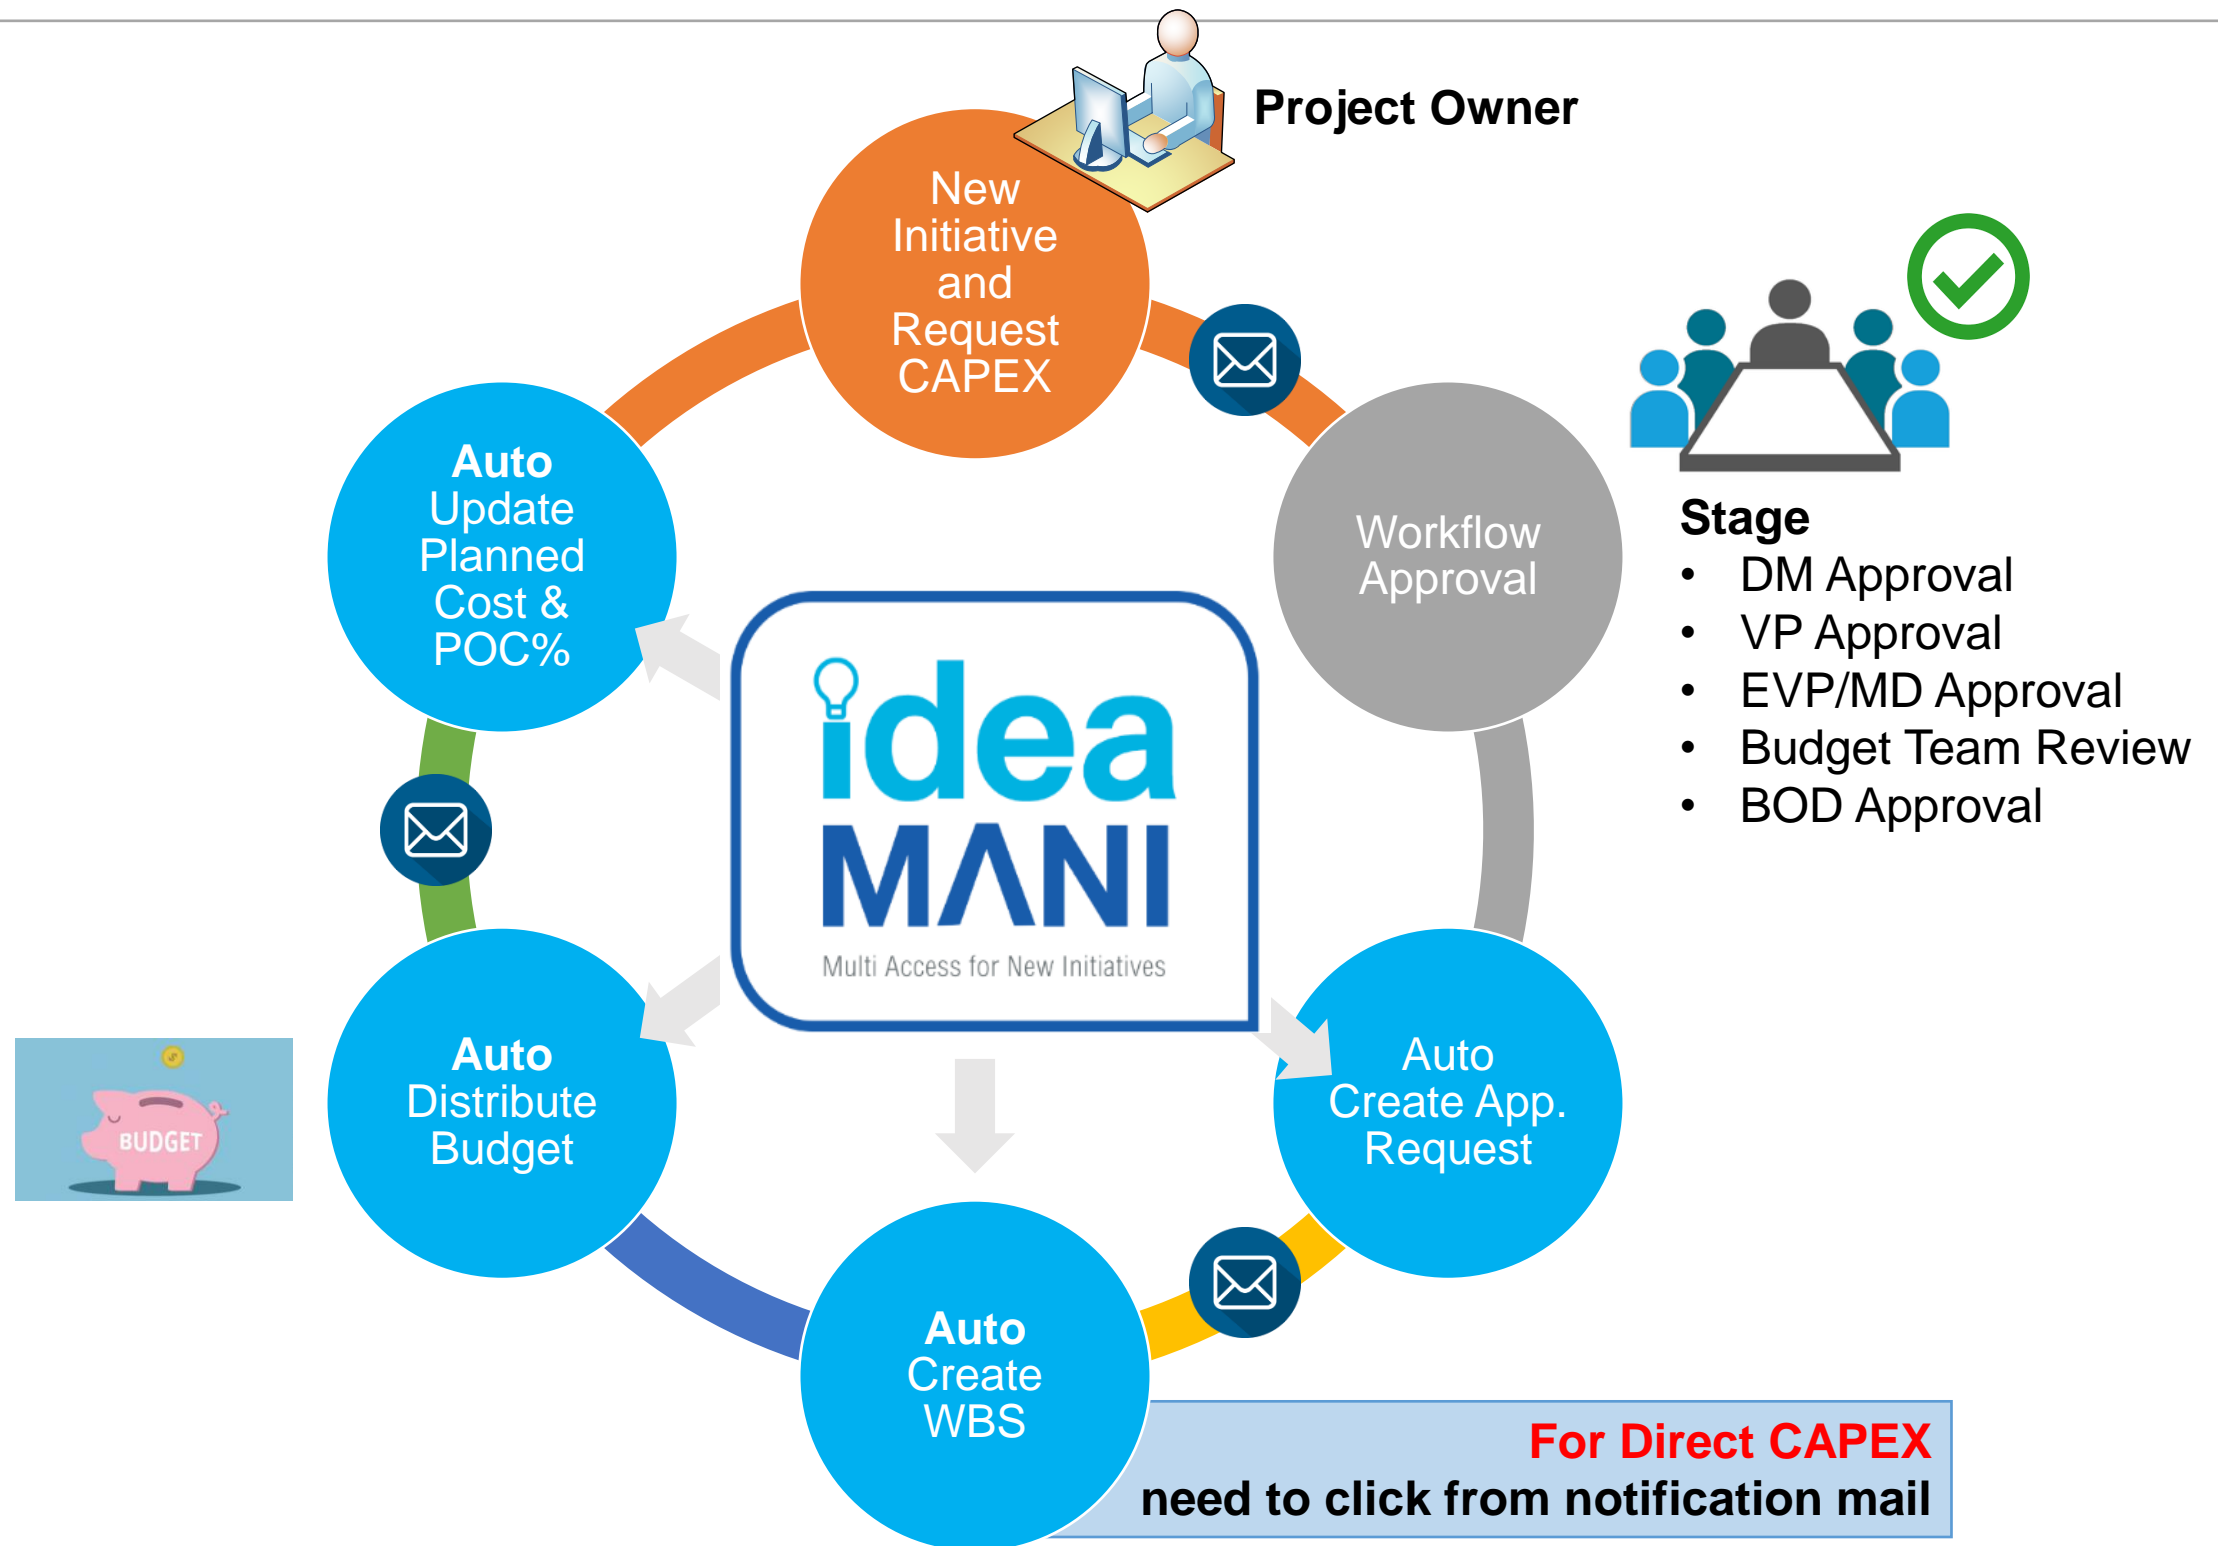 Project Owner
New
Initiative
and
Request
CAPEX
Workflow
Approval
Stage
• DM Approval
• VP Approval
• EVP/MD Approval
• Budget Team Review
• BOD Approval
Auto
Update
Planned
Cost &
POC%
idea
MANI
Multi Access for New Initiatives
Auto
Distribute
Budget
BUDGET
$
Auto
Create App.
Request
Auto
Create
WBS
For Direct CAPEX
need to click from notification mail